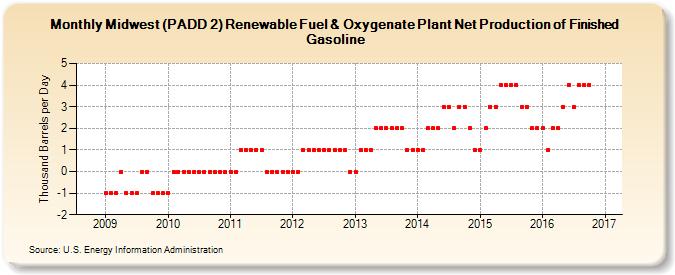 Monthly Midwest (PADD 2) Renewable Fuel & Oxygenate Plant Net Production of Finished
Gasoline
Thousand Barrels per Day
5
4
3
2
1
0
-1
-2
2009 2010 2011 2012 2013 2014 2015 2016 2017
Source: U.S. Energy Information Administration